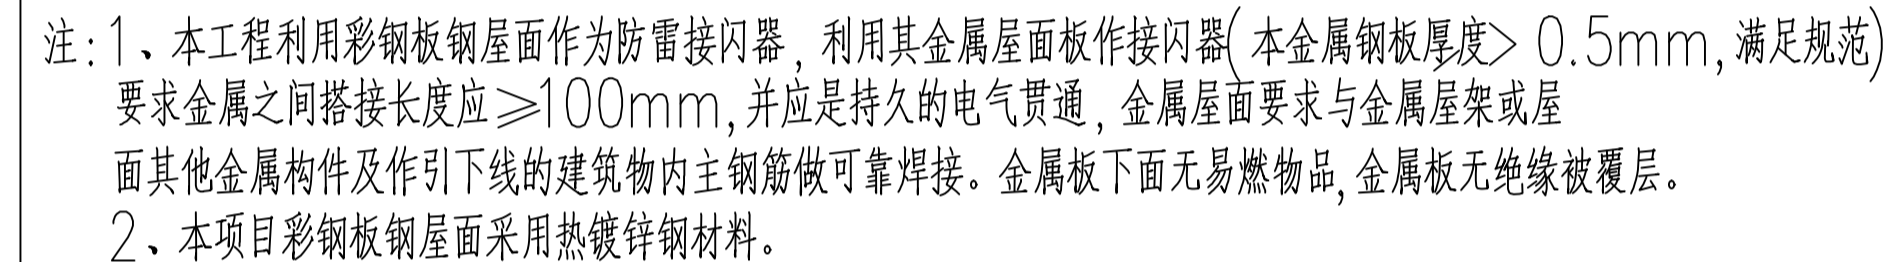 注：1、本工程利用彩钢板钢屋面作为防雷接闪器，利用其金属屋面板作接闪器(本金属钢板厚度> 0.5mm,满足规范)
要求金属之间搭接长度应≥100mm,并应是持久的电气贯通，金属屋面要求与金属屋架或屋
面其他金属构件及作引下线的建筑物内主钢筋做可靠焊接。金属板下面无易燃物品,金属板无绝缘被覆层。
2、本项目彩钢板钢屋面采用热镀锌钢材料。